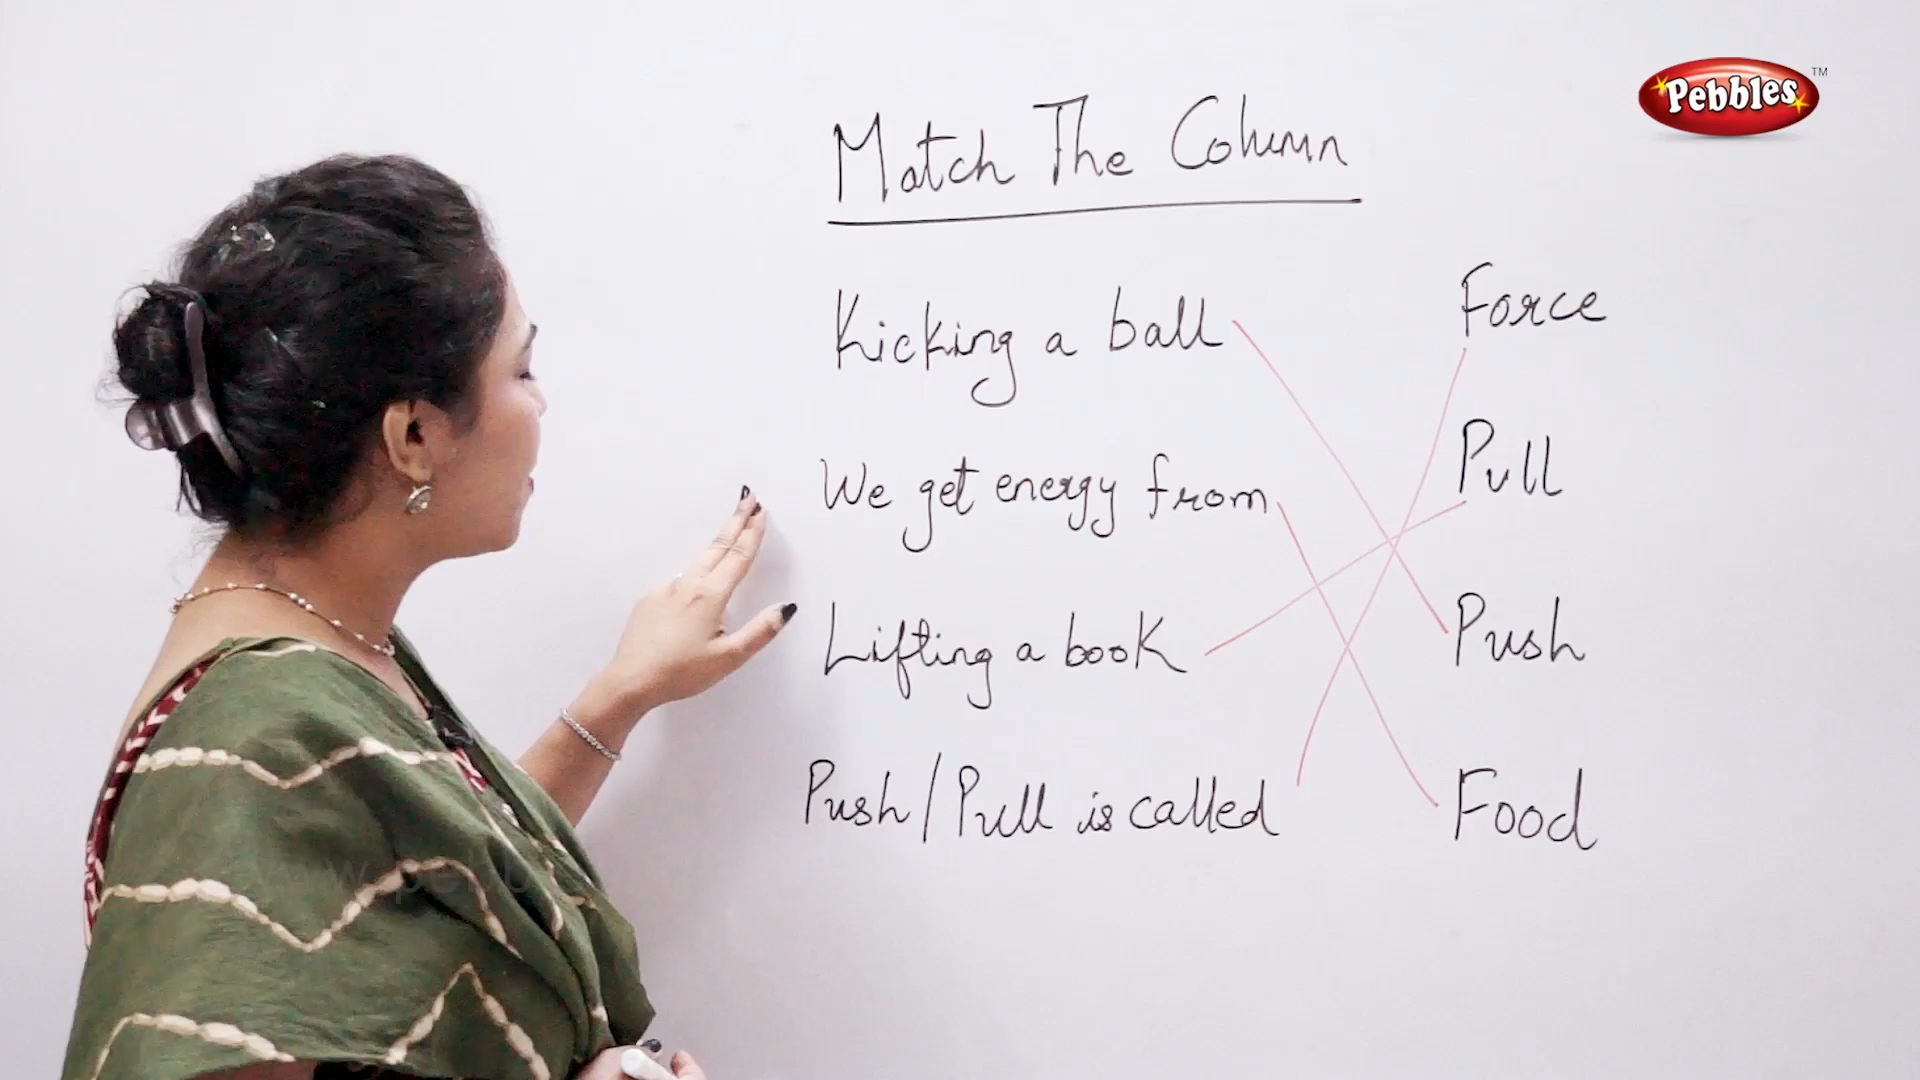 Pebbles TM
Match The Column
Kicking a ball
Force
We get energy from
Pull
Lifting a book
Push
Push/Pull is called
Food